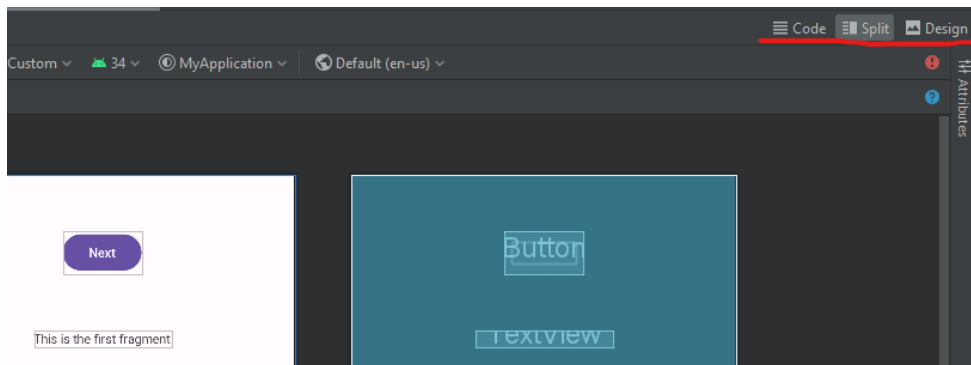 Code Split Design
Custom 34 MyApplication Default (en-us)
Attributes
Next
Button
This is the first fragment
TextView